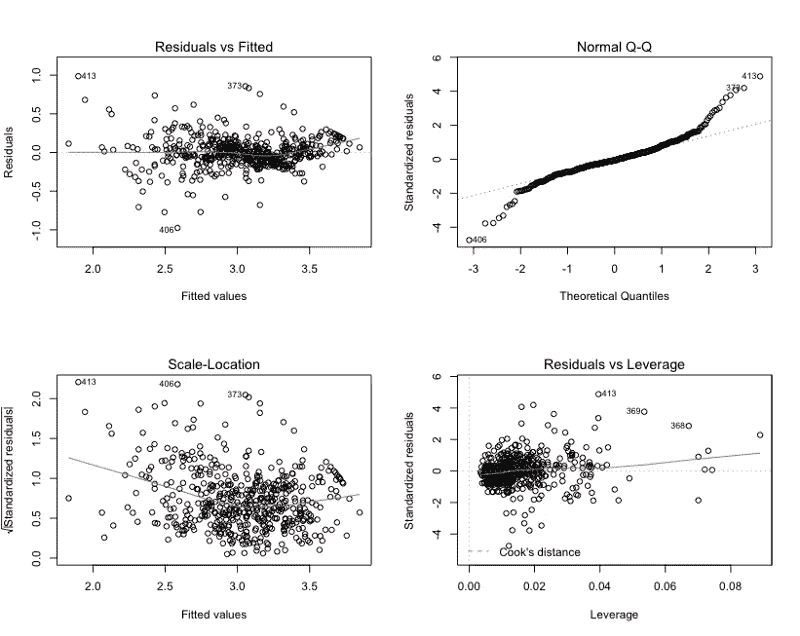 Residuals vs Fitted
Residuals
1.0
0.5
0.0
-0.5
-1.0
413
373
406
2.0 2.5 3.0 3.5
Fitted values
Normal Q-Q
Standardized residuals
6
4
2
0
-2
-4
413
373
406
-3 -2 -1 0 1 2 3
Theoretical Quantiles
Scale-Location
√|Standardized residuals|
2.0
1.5
1.0
0.5
0.0
413
406
373
2.0 2.5 3.0 3.5
Fitted values
Residuals vs Leverage
Standardized residuals
6
4
2
0
-2
-4
413
369
368
Cook's distance
0.00 0.02 0.04 0.06 0.08
Leverage